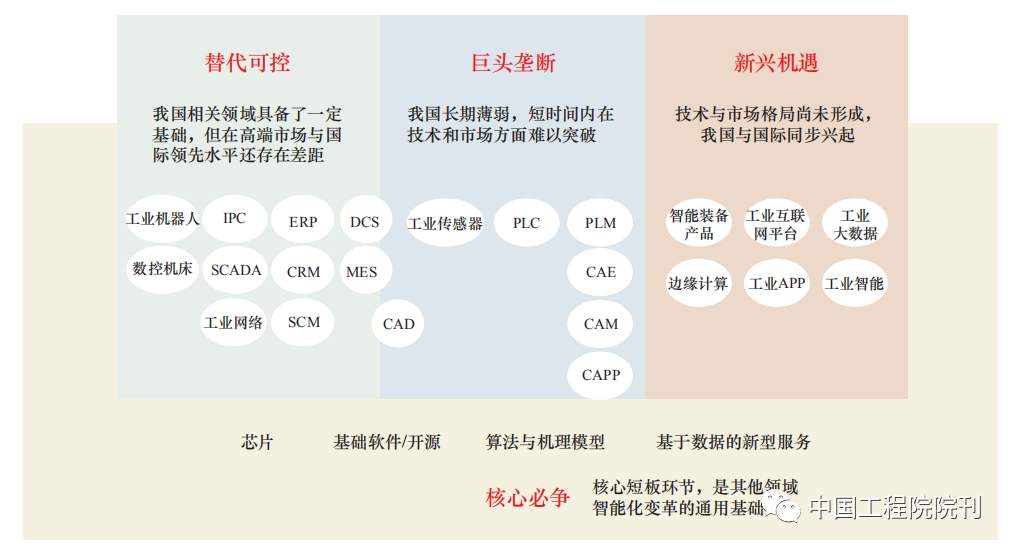 替代可控
我国相关领域具备了一定
基础，但在高端市场与国
际领先水平还存在差距
工业机器人
IPC
ERP
DCS
数控机床
SCADA
CRM
MES
工业网络
SCM
CAD
巨头垄断
我国长期薄弱，短时间内在
技术和市场方面难以突破
工业传感器
PLC
PLM
CAE
CAM
CAPP
新兴机遇
技术与市场格局尚未形成，
我国与国际同步兴起
智能装备
产品
工业互联
网平台
工业
大数据
边缘计算
工业APP
工业智能
芯片
基础软件/开源
算法与机理模型
基于数据的新型服务
核心必争
核心短板环节，是其他领域
智能化变革的通用基础
中国工程院院刊